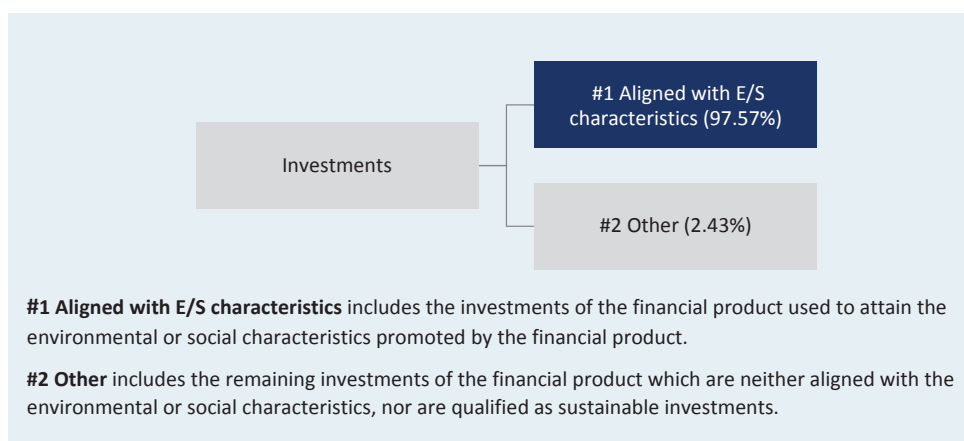 #1 Aligned with E/S
characteristics (97.57%)
Investments
#2 Other (2.43%)
#1 Aligned with E/S characteristics includes the investments of the financial product used to attain the
environmental or social characteristics promoted by the financial product.
#2 Other includes the remaining investments of the financial product which are neither aligned with the
environmental or social characteristics, nor are qualified as sustainable investments.